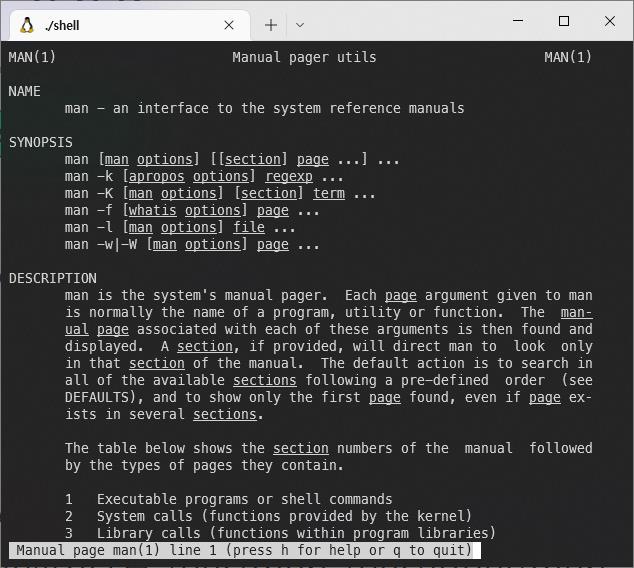 ./shell
MAN(1) Manual pager utils MAN(1)
NAME
man - an interface to the system reference manuals
SYNOPSIS
man [man options] [[section] page ...] ...
man -k [apropos options] regexp ...
man -K [man options] [section] term ...
man -f [whatis options] page ...
man -l [man options] file ...
man -w|-W [man options] page ...
DESCRIPTION
man is the system's manual pager. Each page argument given to man
is normally the name of a program, utility or function. The man-
ual page associated with each of these arguments is then found and
displayed. A section, if provided, will direct man to look only
in that section of the manual. The default action is to search in
all of the available sections following a pre-defined order (see
DEFAULTS), and to show only the first page found, even if page ex-
ists in several sections.
The table below shows the section numbers of the manual followed
by the types of pages they contain.
1 Executable programs or shell commands
2 System calls (functions provided by the kernel)
3 Library calls (functions within program libraries)
Manual page man(1) line 1 (press h for help or q to quit)